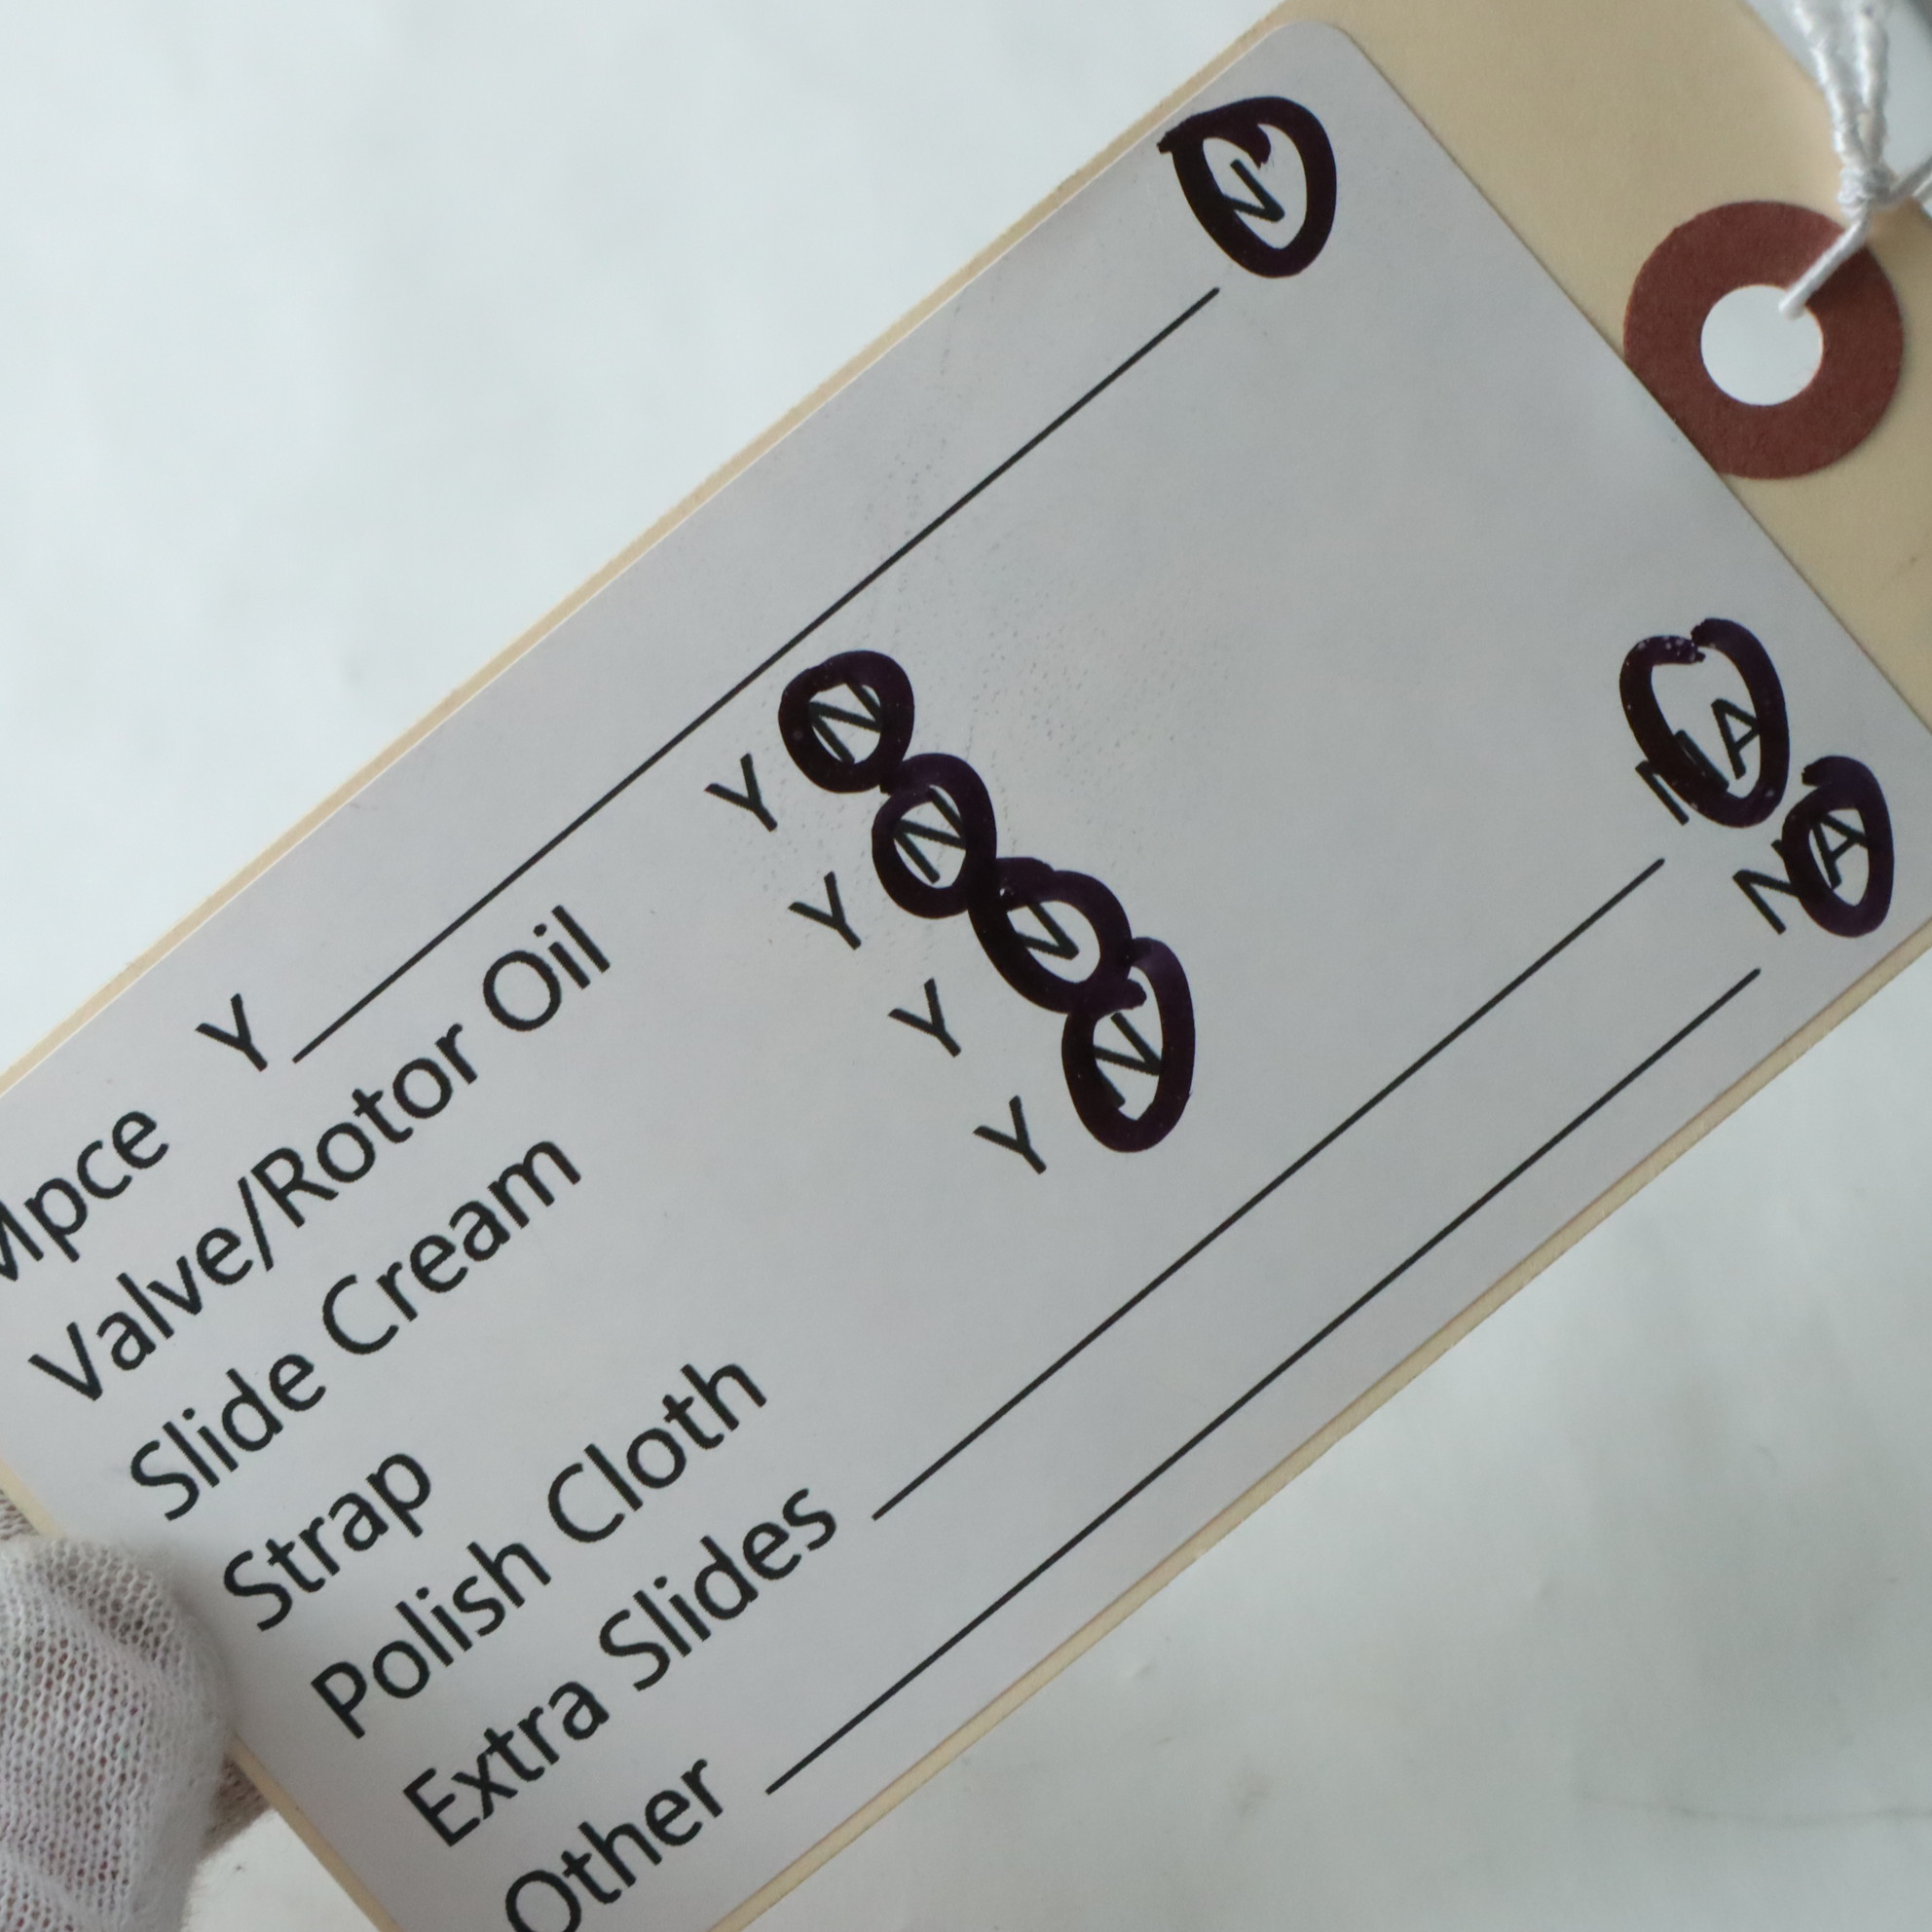 Mpce Y N
Valve/Rotor Oil Y N
Slide Cream Y N
Strap Y N
Polish Cloth Y N
Extra Slides NA
Other NA